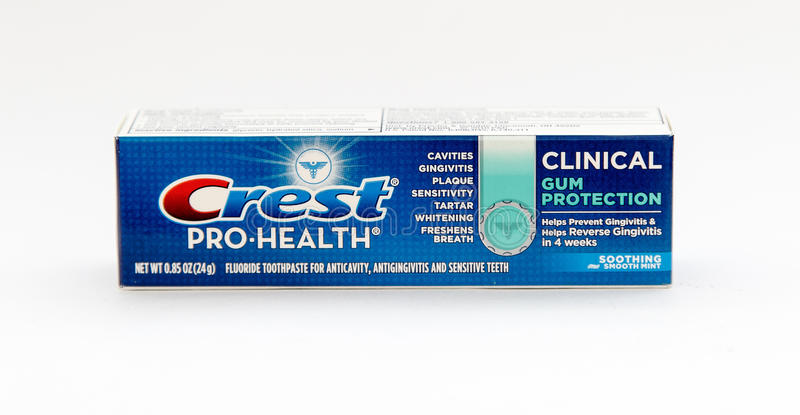 Crest®
PRO·HEALTH®
NET WT 0.85 OZ (24g) FLUORIDE TOOTHPASTE FOR ANTICAVITY, ANTIGINGIVITIS AND SENSITIVE TEETH
CAVITIES
GINGIVITIS
PLAQUE
SENSITIVITY
TARTAR
WHITENING
FRESHENS
BREATH
CLINICAL
GUM
PROTECTION
Helps Prevent Gingivitis &
Helps Reverse Gingivitis
in 4 weeks
SOOTHING
SMOOTH MINT